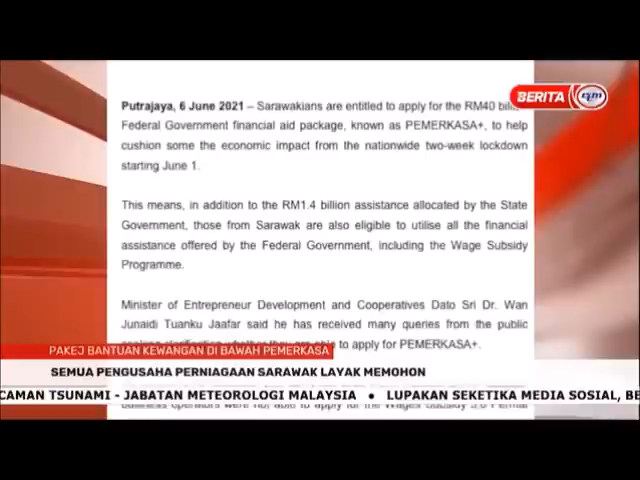 Putrajaya, 6 June 2021 – Sarawakians are entitled to apply for the RM40
BERITA rtm
Federal Government financial aid package, known as PEMERKASA+, to help
cushion some the economic impact from the nationwide two-week lockdown
starting June 1.
This means, in addition to the RM1.4 billion assistance allocated by the State
Government, those from Sarawak are also eligible to utilise all the financial
assistance offered by the Federal Government, including the Wage Subsidy
Programme.
Minister of Entrepreneur Development and Cooperatives Dato Sri Dr. Wan
Junaidi Tuanku Jaafar said he has received many queries from the public
to apply for PEMERKASA+.
PAKEJ BANTUAN KEWANGAN DI BAWAH PEMERKASA
SEMUA PENGUSAHA PERNIAGAAN SARAWAK LAYAK MEMOHON
CAMAN TSUNAMI - JABATAN METEOROLOGI MALAYSIA • LUPAKAN SEKETIKA MEDIA SOSIAL, BE